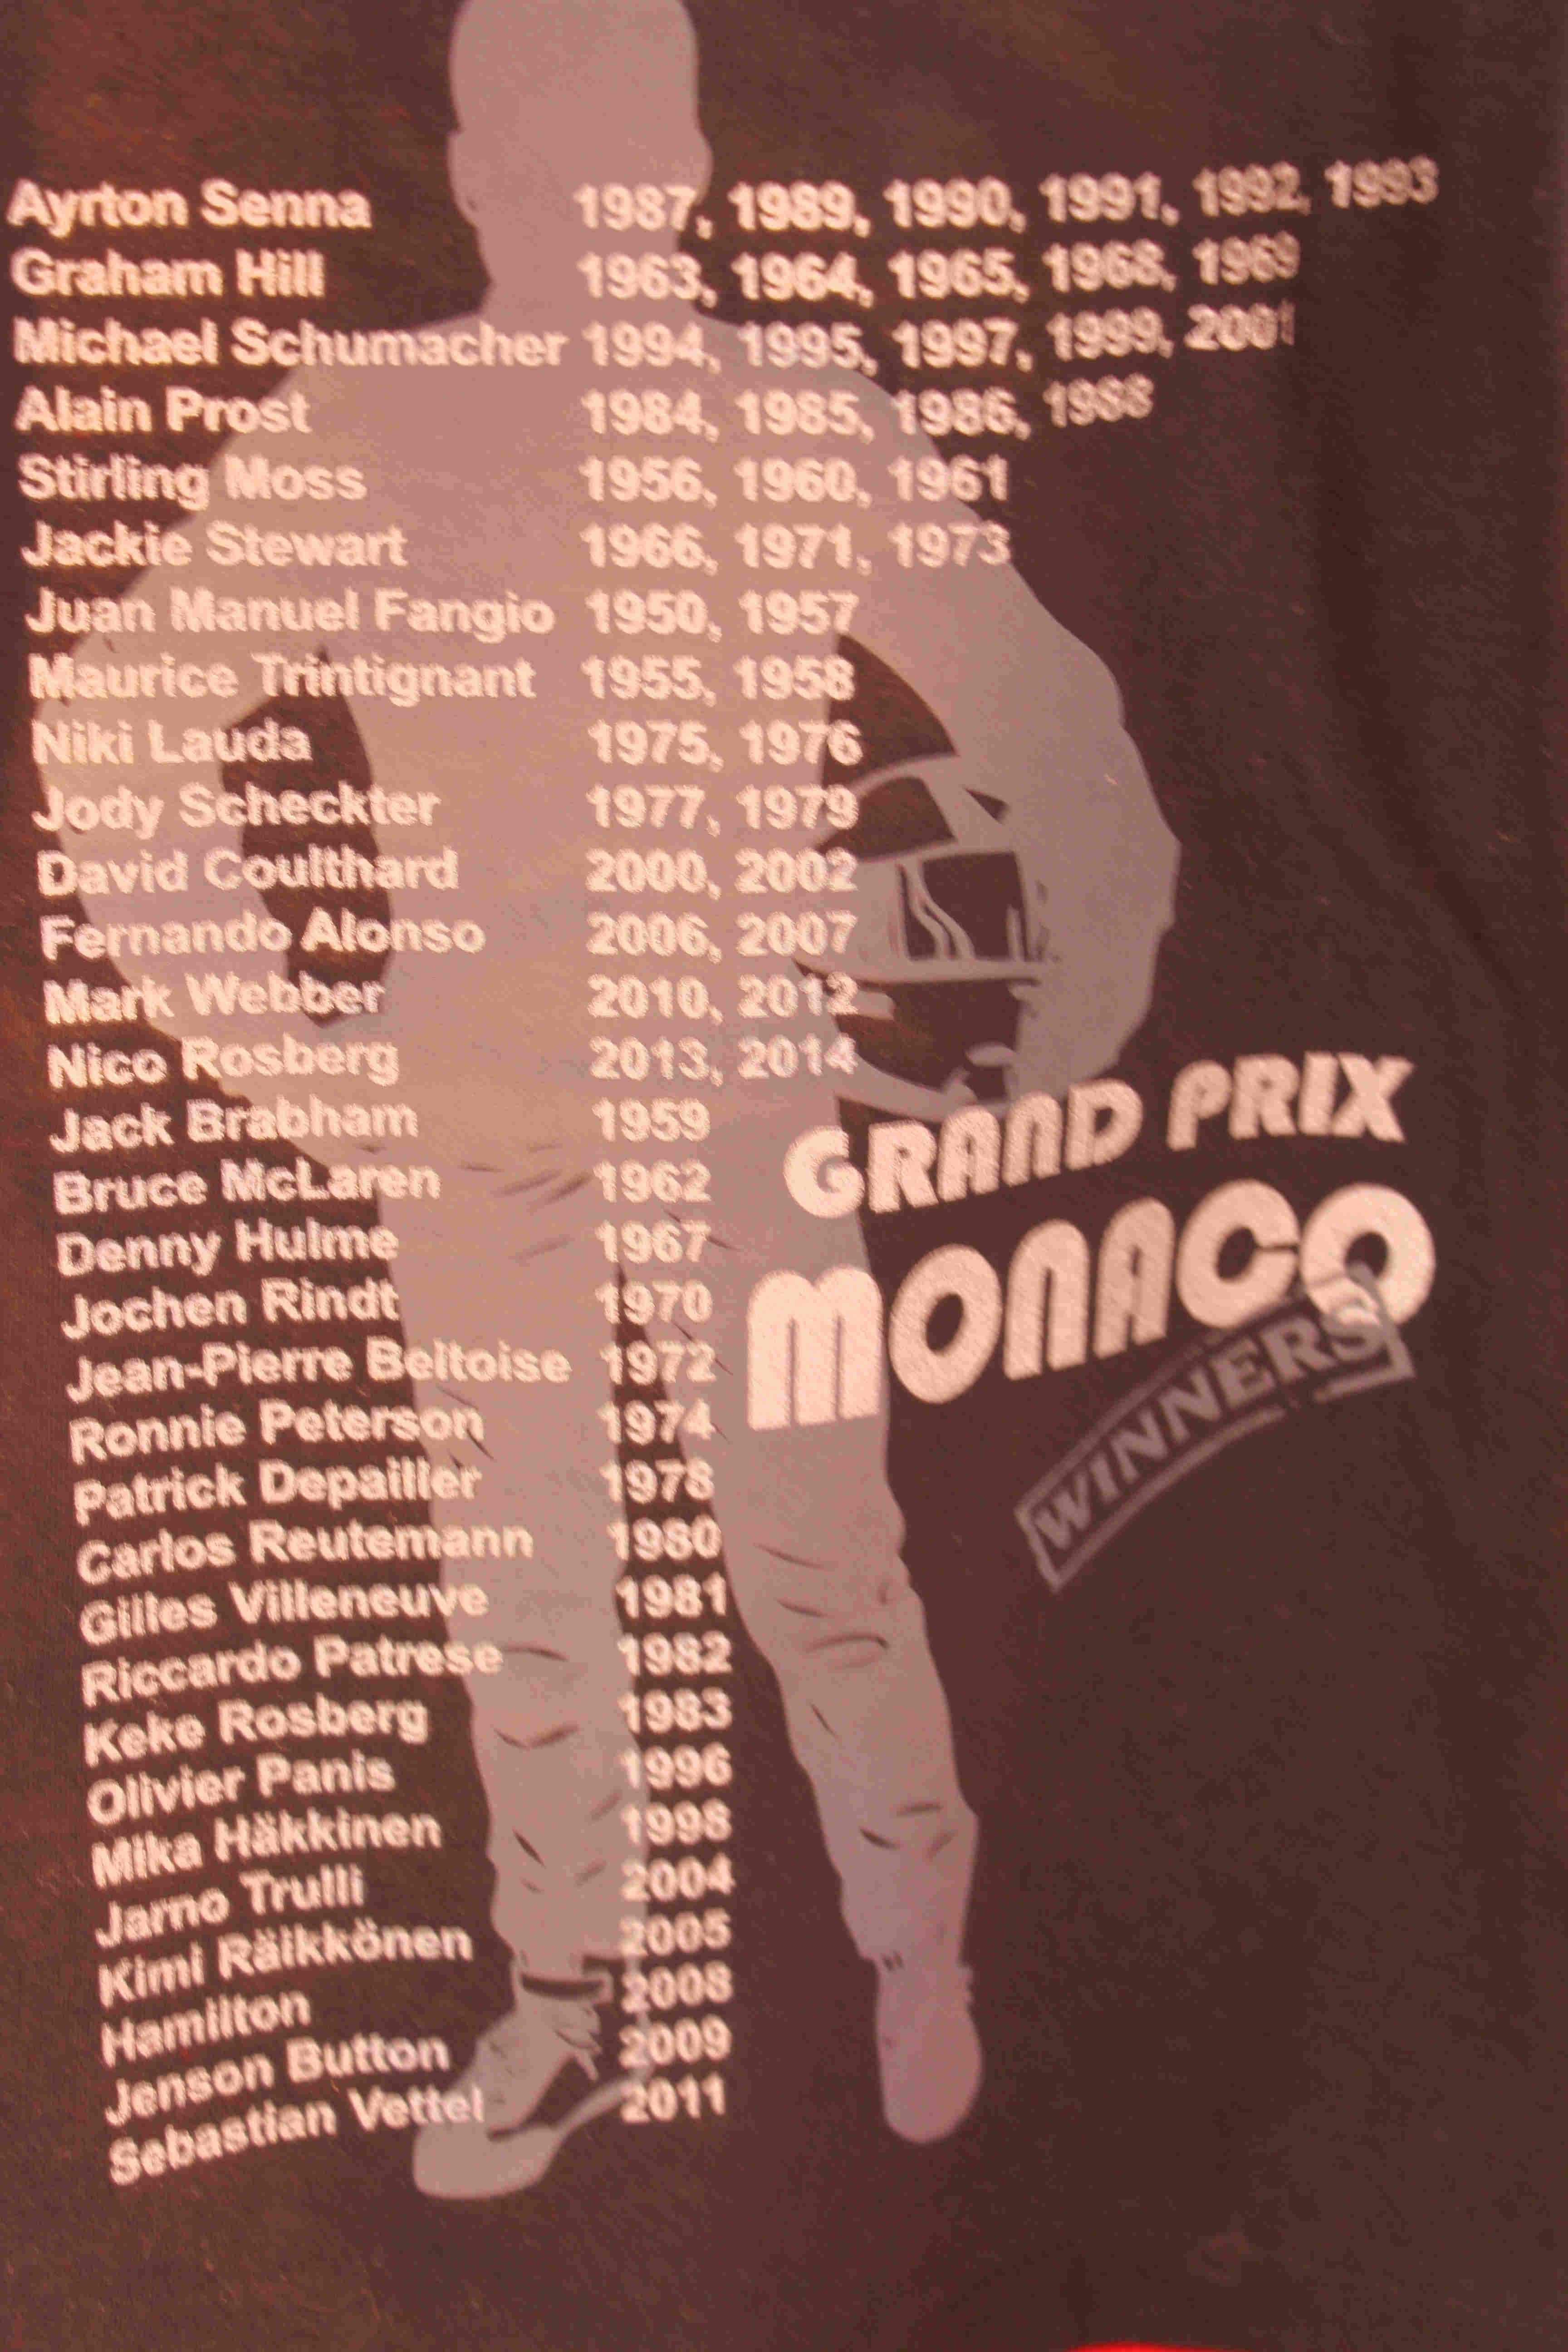 Ayrton Senna 1987, 1989, 1990, 1991, 1992, 1993
Graham Hill 1963, 1964, 1965, 1968, 1969
Michael Schumacher 1994, 1995, 1997, 1999, 2001
Alain Prost 1984, 1985, 1986, 1988
Stirling Moss 1956, 1960, 1961
Jackie Stewart 1966, 1971, 1973
Juan Manuel Fangio 1950, 1957
Maurice Trintignant 1955, 1958
Niki Lauda 1975, 1976
Jody Scheckter 1977, 1979
David Coulthard 2000, 2002
Fernando Alonso 2006, 2007
Mark Webber 2010, 2012
Nico Rosberg 2013, 2014
Jack Brabham 1959
Bruce McLaren 1962
Denny Hulme 1967
Jochen Rindt 1970
Jean-Pierre Beltoise 1972
Ronnie Peterson 1974
Patrick Depailler 1978
Carlos Reutemann 1980
Gilles Villeneuve 1981
Riccardo Patrese 1982
Keke Rosberg 1983
Olivier Panis 1996
Mika Häkkinen 1998
Jarno Trulli 2004
Kimi Räikkönen 2005
Hamilton 2008
Jenson Button 2009
Sebastian Vettel 2011
GRAND PRIX
MONACO
WINNERS